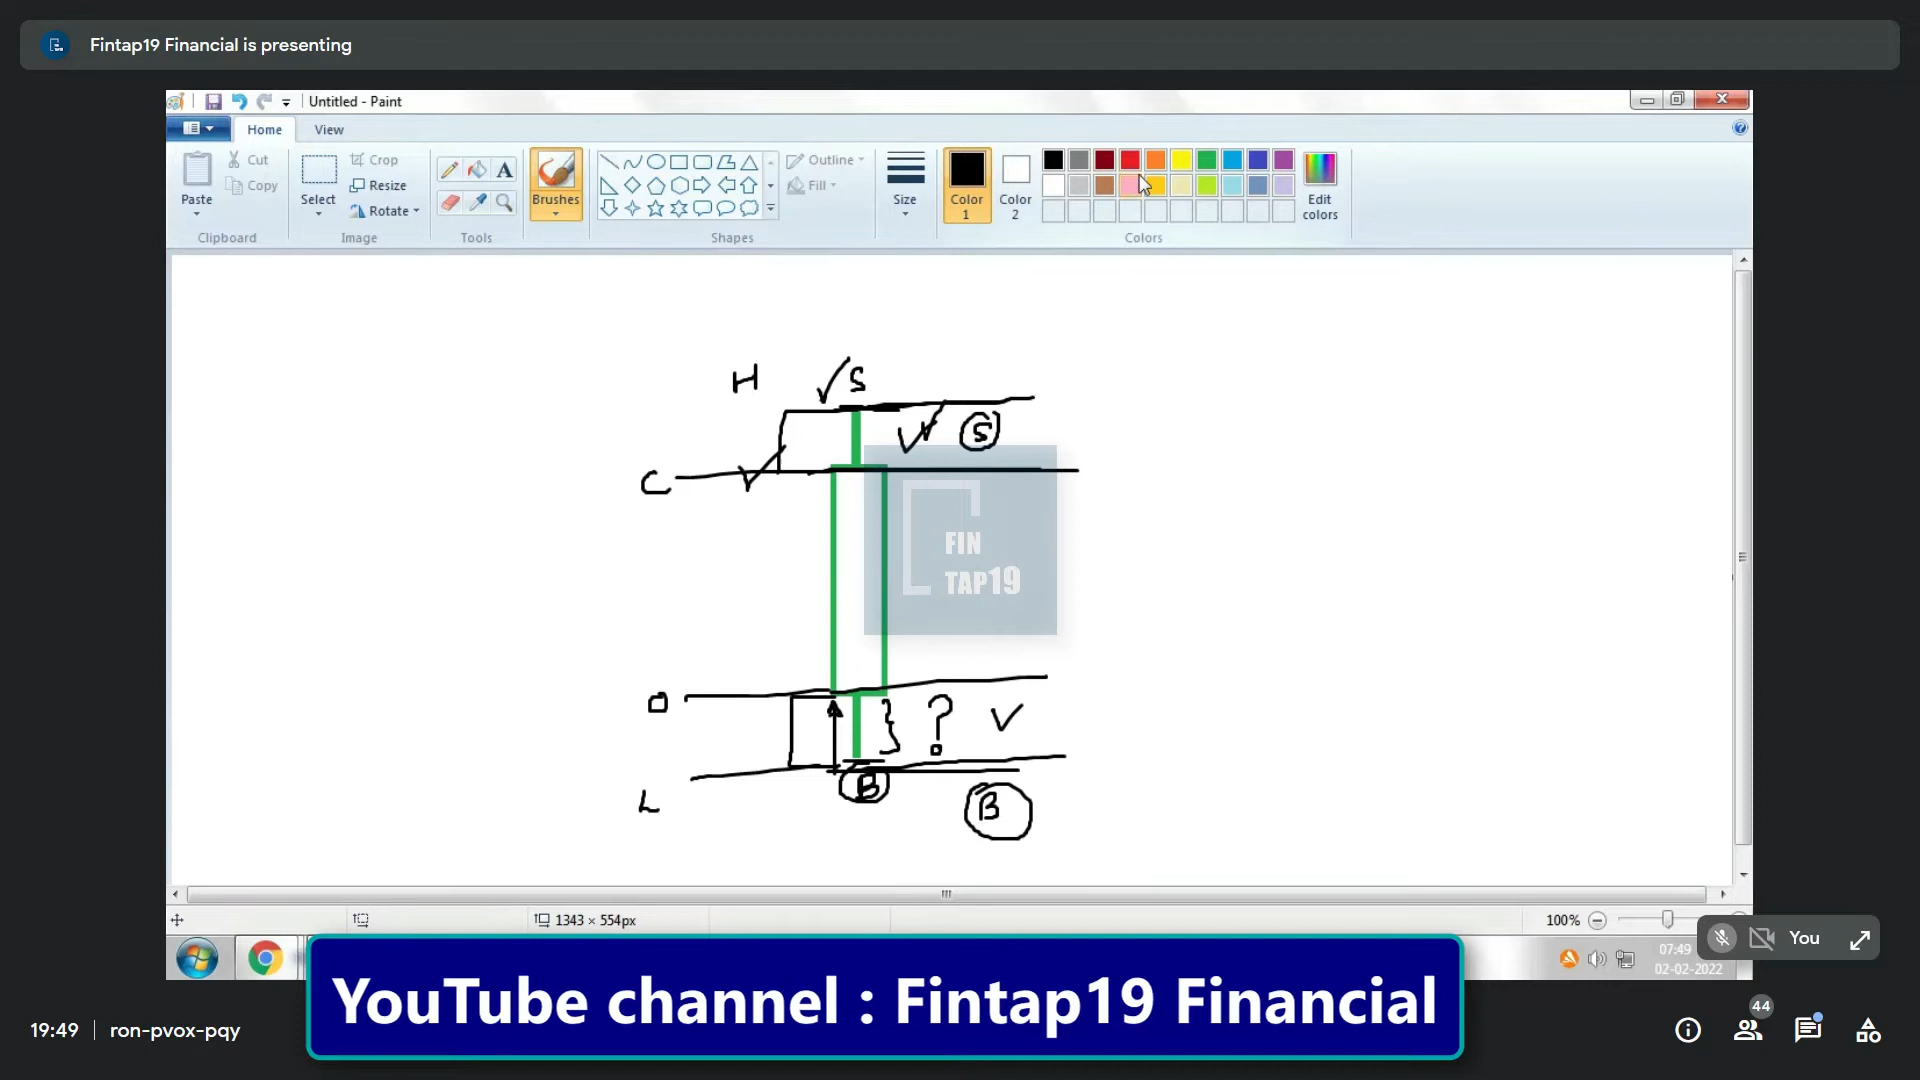 Fintap19 Financial is presenting
Untitled - Paint
Home
View
Paste
Cut
Copy
Clipboard
Select
Crop
Resize
Rotate
Image
A
Tools
Brushes
Shapes
Outline
Fill
Size
Color
1
Color
2
Edit
colors
Colors
H
S
S
C
FIN
TAP19
O
?
B
L
B
1343 × 554px
100%
07:49
02-02-2022
You
YouTube channel : Fintap19 Financial
19:49
ron-pvox-pqy
44